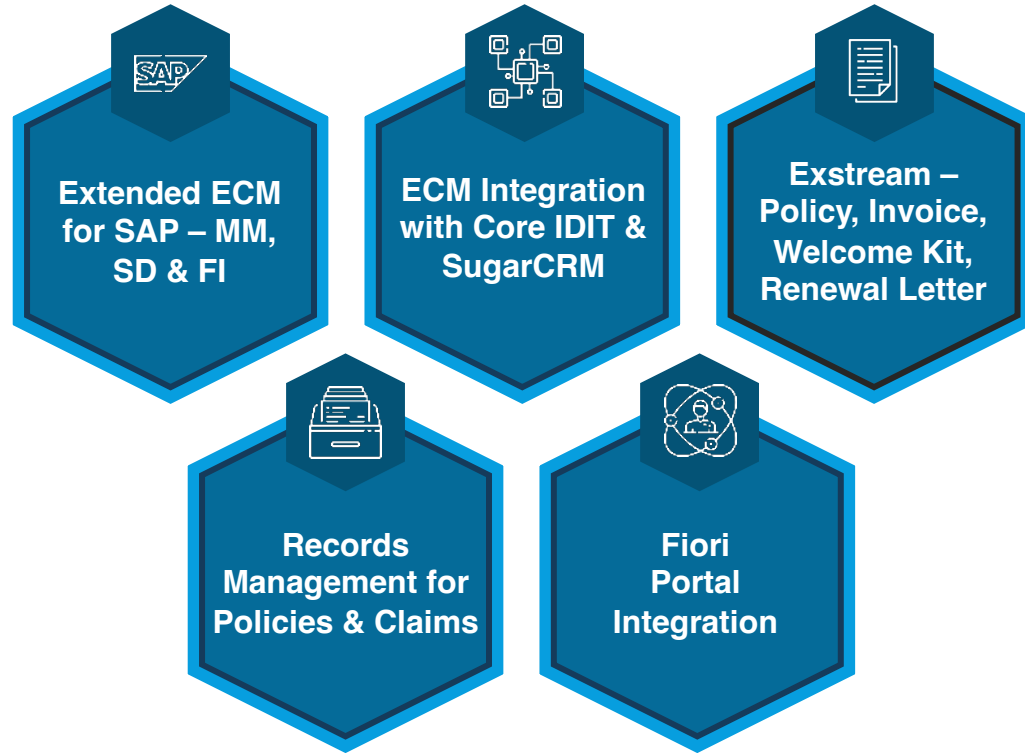 SAP
Extended ECM
for SAP – MM,
SD & FI
ECM Integration
with Core IDIT &
SugarCRM
Exstream –
Policy, Invoice,
Welcome Kit,
Renewal Letter
Records
Management for
Policies & Claims
Fiori
Portal
Integration